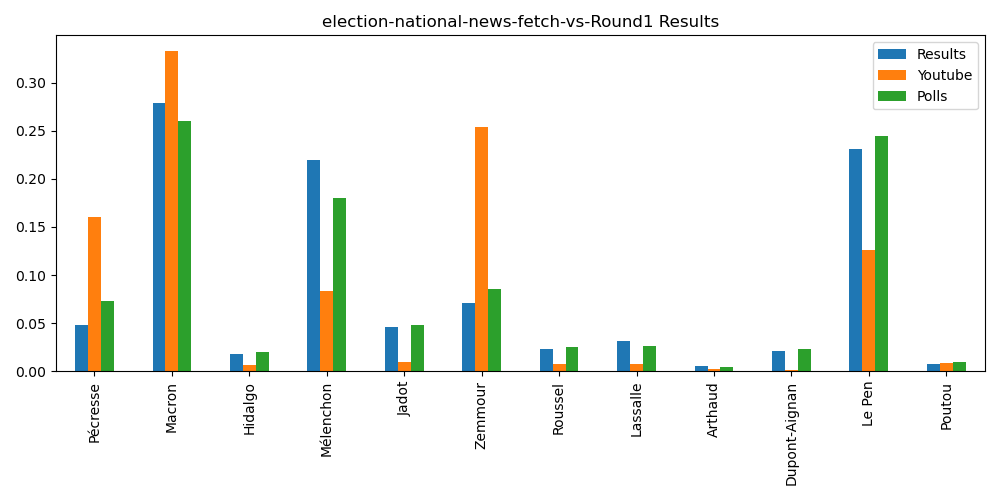 election-national-news-fetch-vs-Round1 Results
Results
Youtube
Polls
0.30
0.25
0.20
0.15
0.10
0.05
0.00
Pécresse
Macron
Hidalgo
Mélenchon
Jadot
Zemmour
Roussel
Lassalle
Arthaud
Dupont-Aignan
Le Pen
Poutou